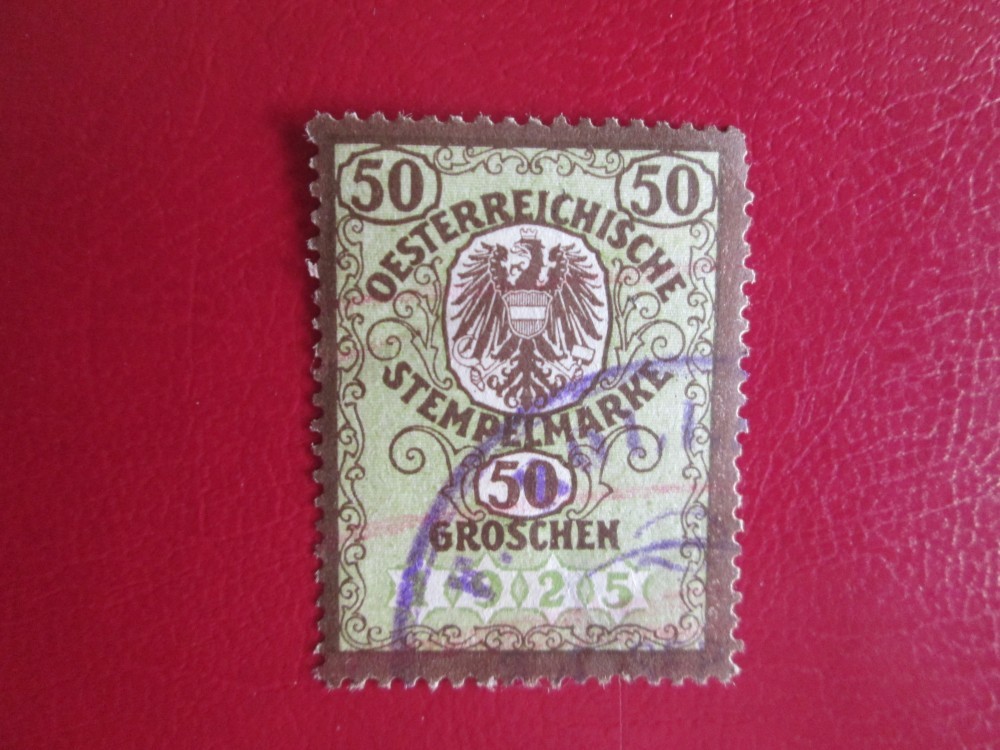 50 50
OESTERREICHISCHE
STEMPELMARKE
50
GROSCHEN
1925